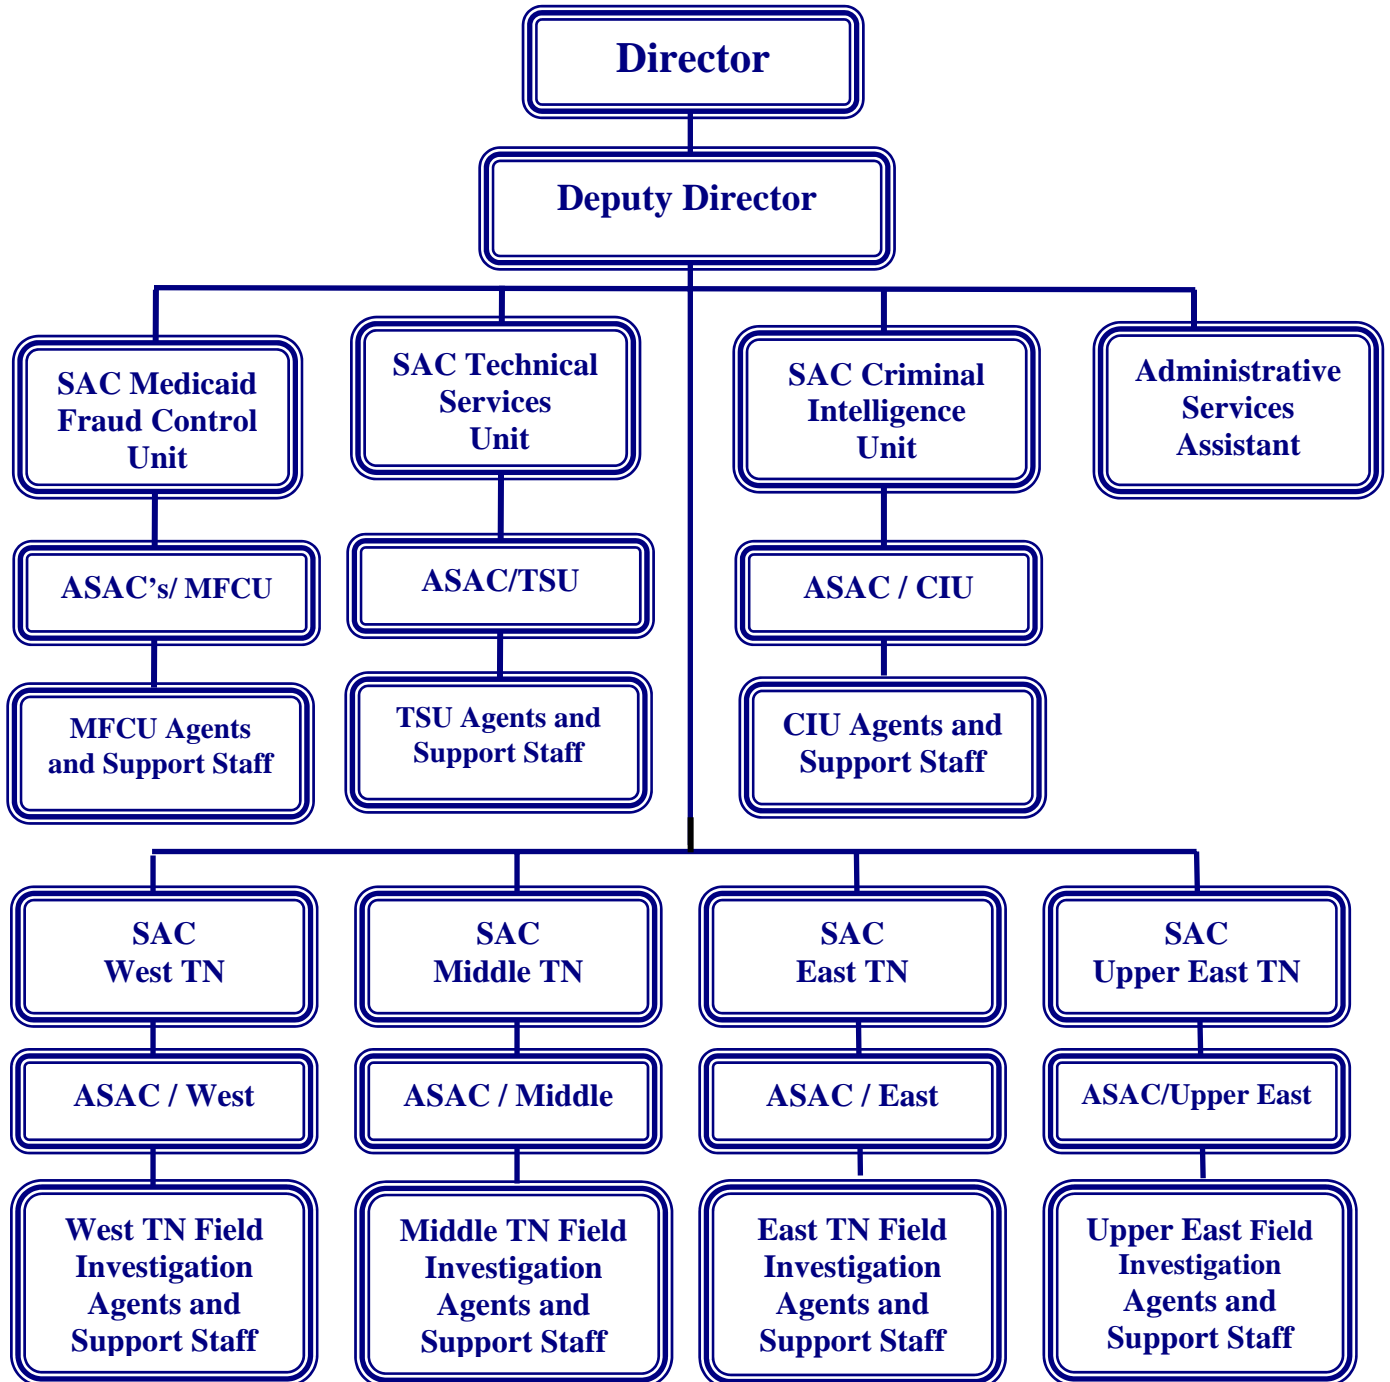 Director
Deputy Director
SAC Medicaid
Fraud Control
Unit
SAC Technical
Services
Unit
SAC Criminal
Intelligence
Unit
Administrative
Services
Assistant
ASAC's/ MFCU
ASAC/TSU
ASAC / CIU
MFCU Agents
and Support Staff
TSU Agents and
Support Staff
CIU Agents and
Support Staff
SAC
West TN
SAC
Middle TN
SAC
East TN
SAC
Upper East TN
ASAC / West
ASAC / Middle
ASAC / East
ASAC/Upper East
West TN Field
Investigation
Agents and
Support Staff
Middle TN Field
Investigation
Agents and
Support Staff
East TN Field
Investigation
Agents and
Support Staff
Upper East Field
Investigation
Agents and
Support Staff